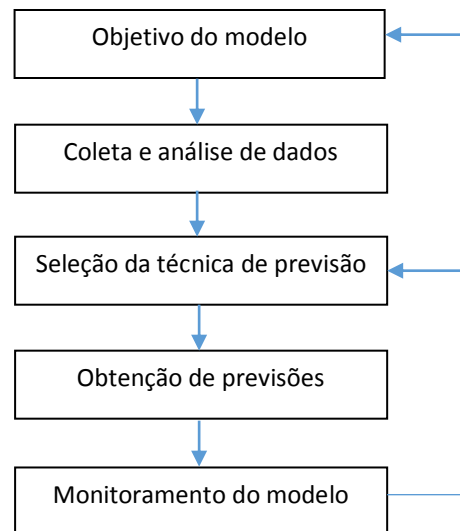 Objetivo do modelo
Coleta e análise de dados
Seleção da técnica de previsão
Obtenção de previsões
Monitoramento do modelo